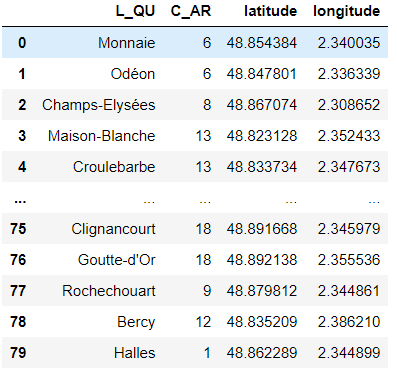 L_QU C_AR latitude longitude
0 Monnaie 6 48.854384 2.340035
1 Odéon 6 48.847801 2.336339
2 Champs-Elysées 8 48.867074 2.308652
3 Maison-Blanche 13 48.823128 2.352433
4 Croulebarbe 13 48.833734 2.347673
... ... ... ... ...
75 Clignancourt 18 48.891668 2.345979
76 Goutte-d'Or 18 48.892138 2.355536
77 Rochechouart 9 48.879812 2.344861
78 Bercy 12 48.835209 2.386210
79 Halles 1 48.862289 2.344899